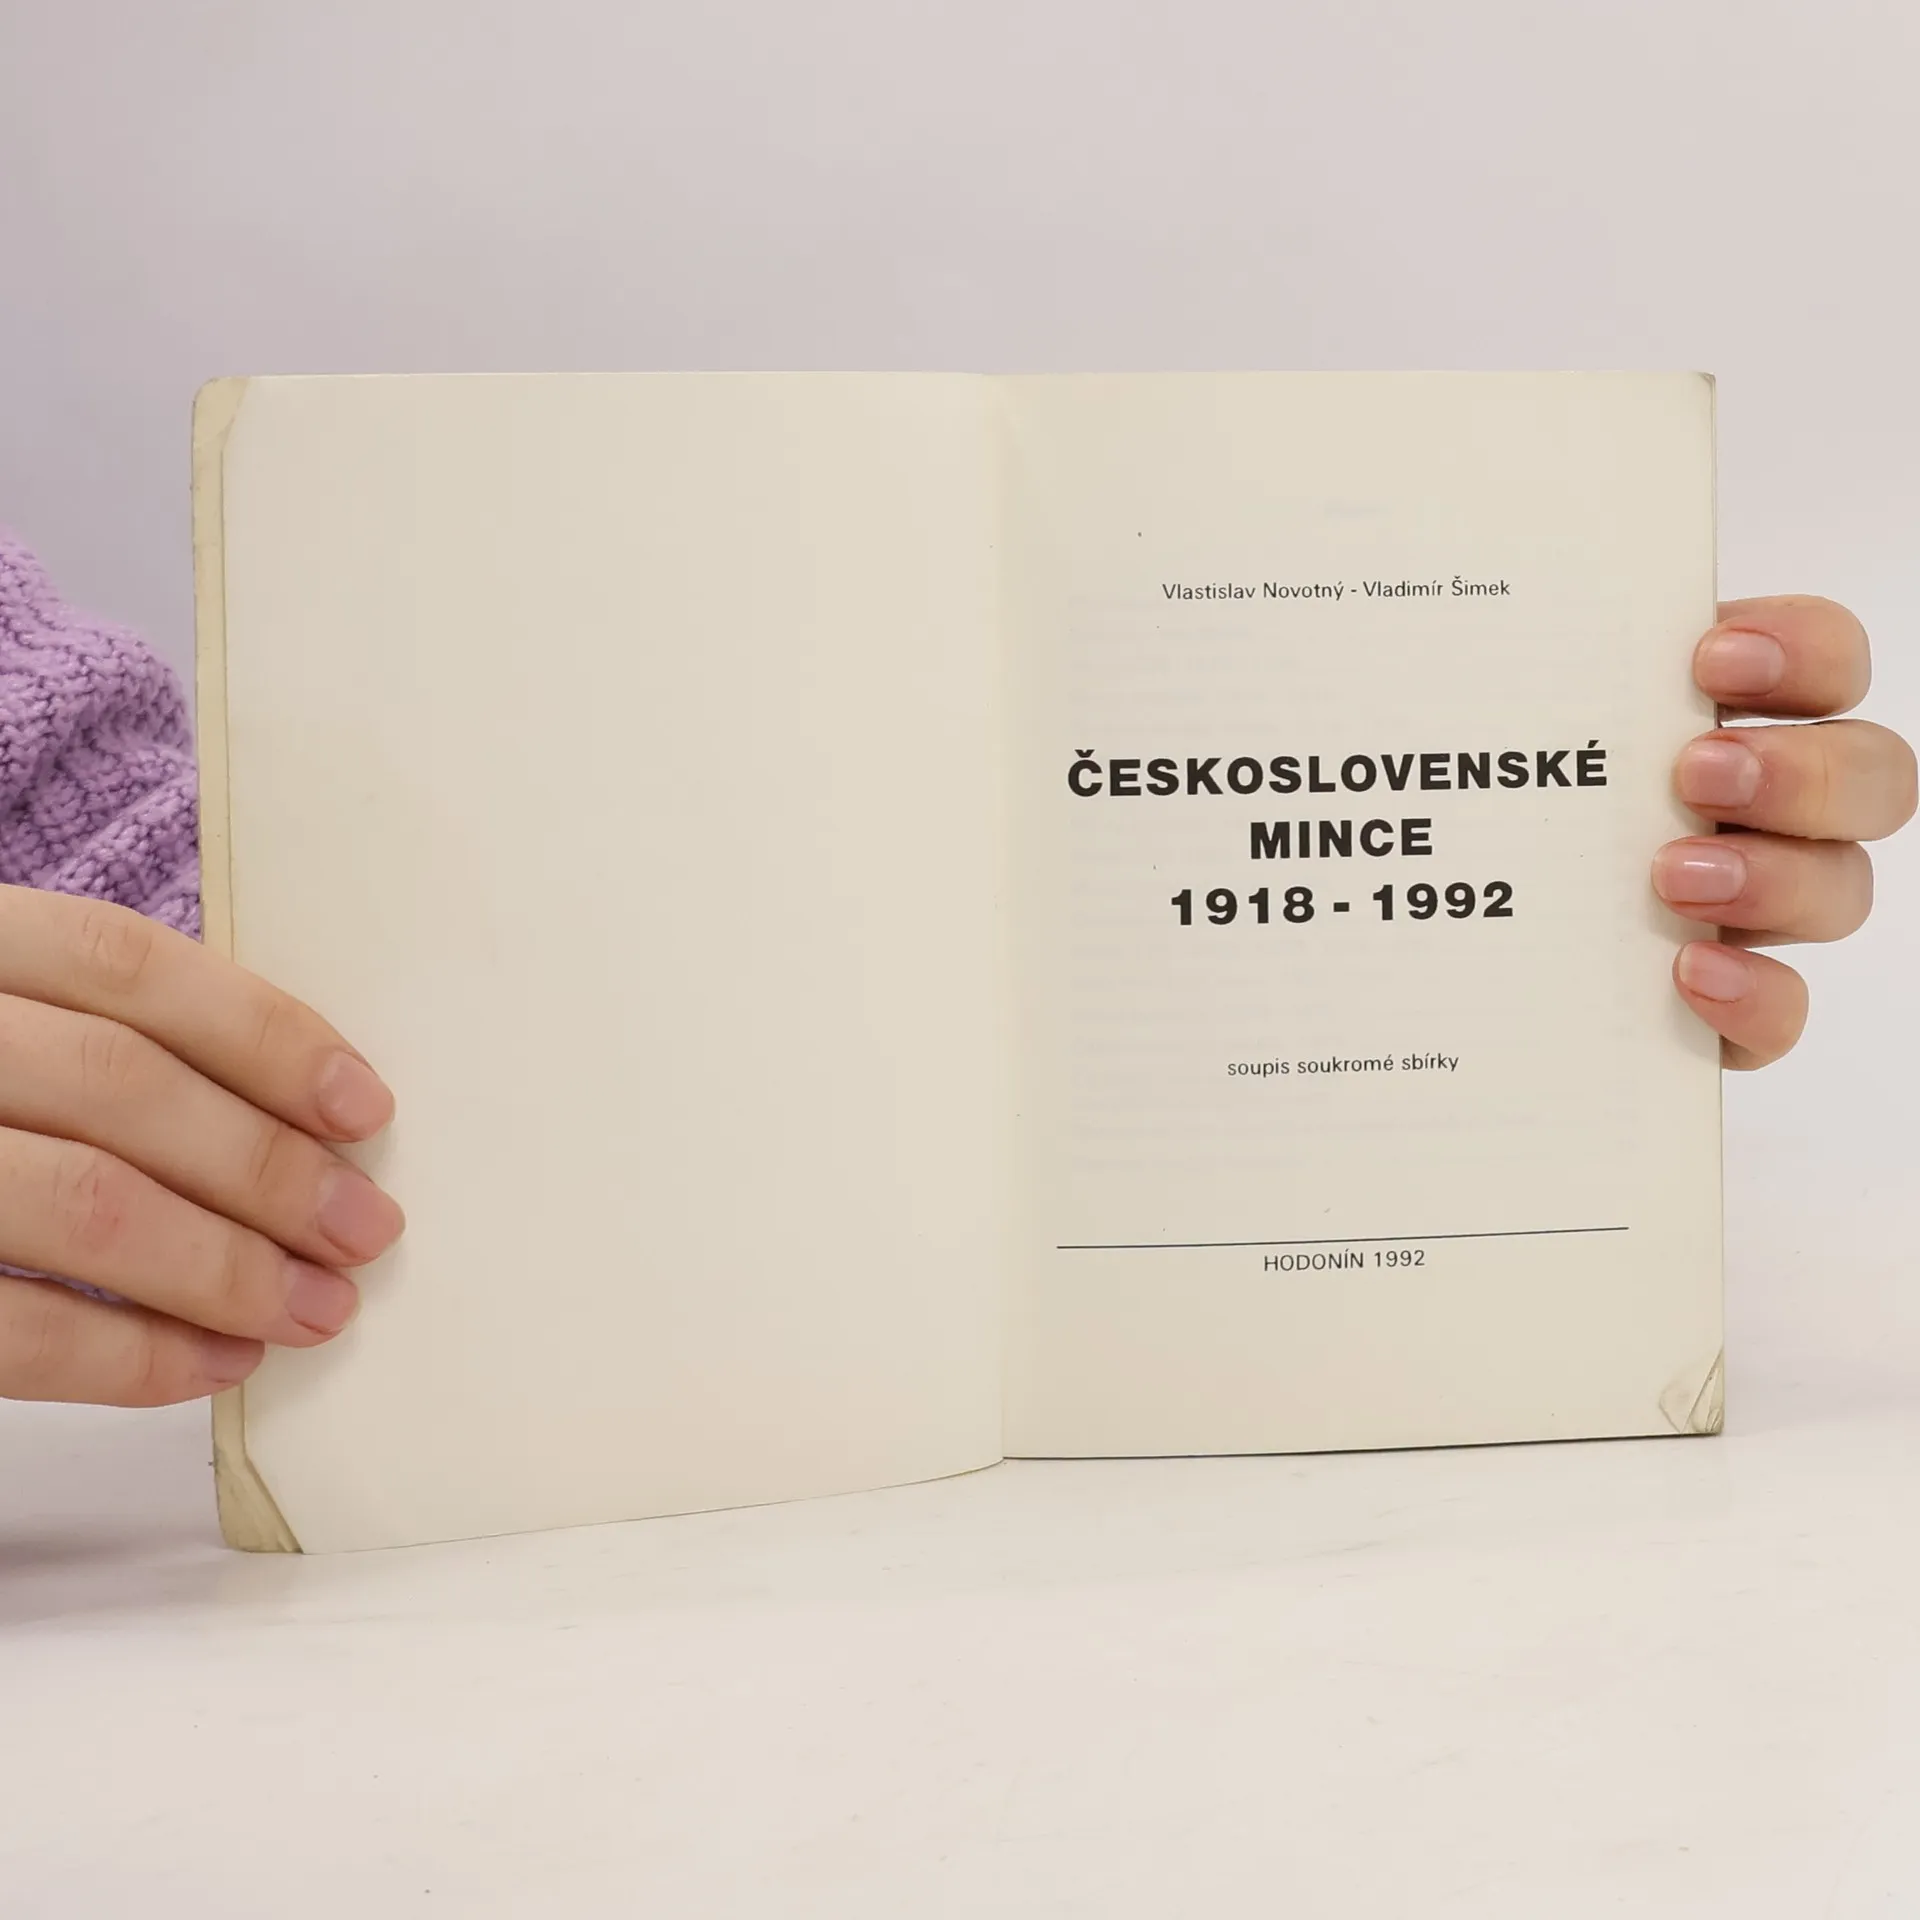 Vlastislav Novotný - Vladimír Šimek
ČESKOSLOVENSKÉ
MINCE
1918 - 1992
soupis soukromé sbírky
HODONÍN 1992